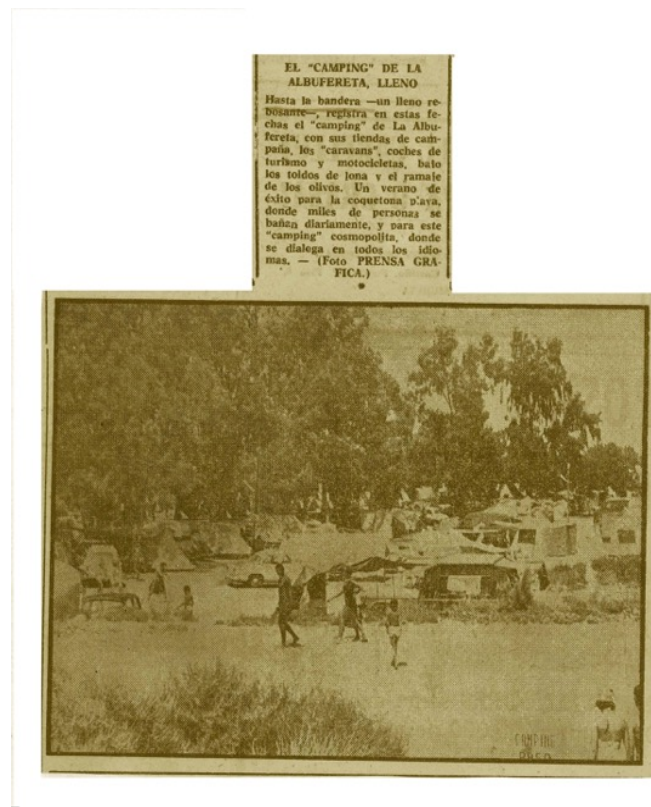 EL "CAMPING" DE LA
ALBUFERETA, LLENO
Hasta la bandera —un lleno re-
bosante—, registra en estas fe-
chas el "camping" de La Albu-
fereta, con sus tiendas de cam-
paña, los "caravans", coches de
turismo y motocicletas, bajo
los toldos de lona y el ramaje
de los olivos. Un verano de
éxito para la coquetona playa,
donde miles de personas se
bañan diariamente, y para este
"camping" cosmopolita, donde
se dialega en todos los idio-
mas. — (Foto PRENSA GRA-
FICA.)
CAMPING